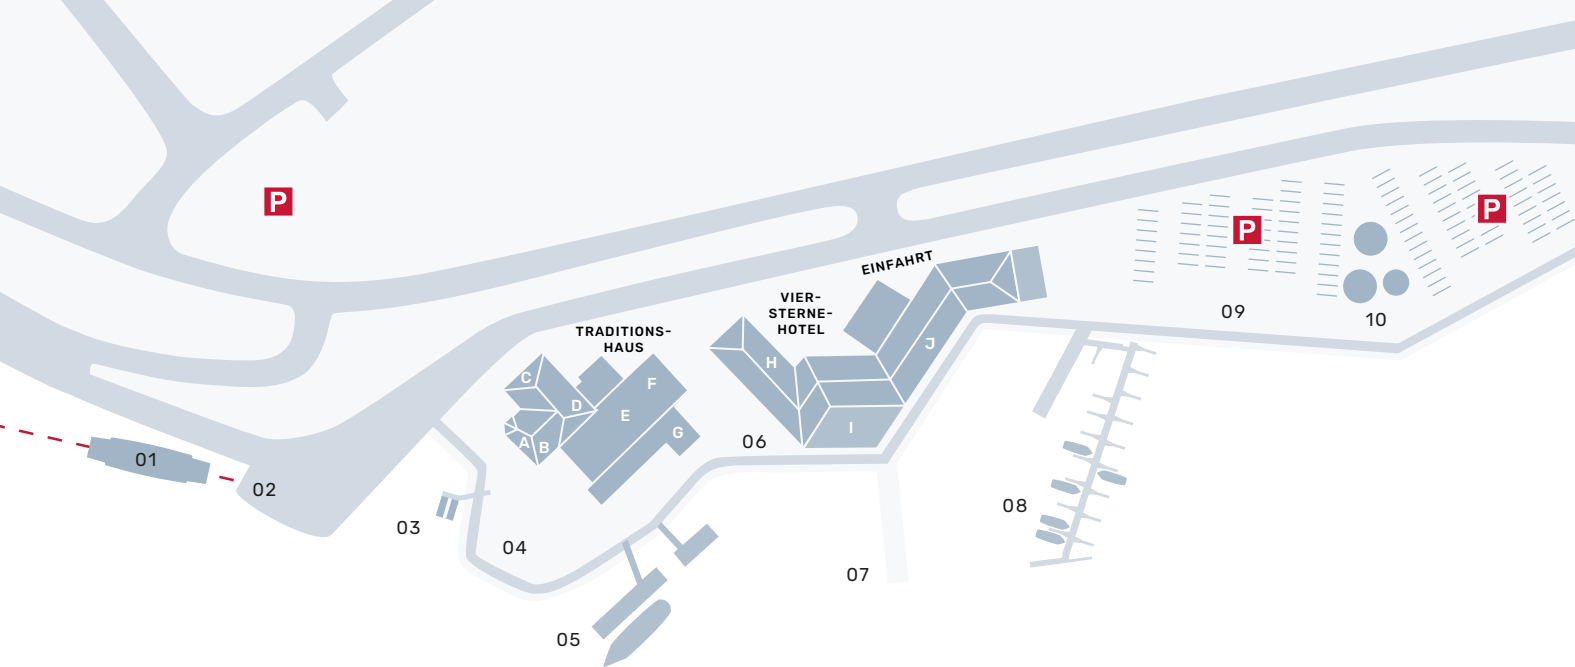 P
P
P
EINFAHRT
VIER-
STERNE-
HOTEL
TRADITIONS-
HAUS
C
D
F
E
A
B
G
H
J
I
01
02
03
04
05
06
07
08
09
10